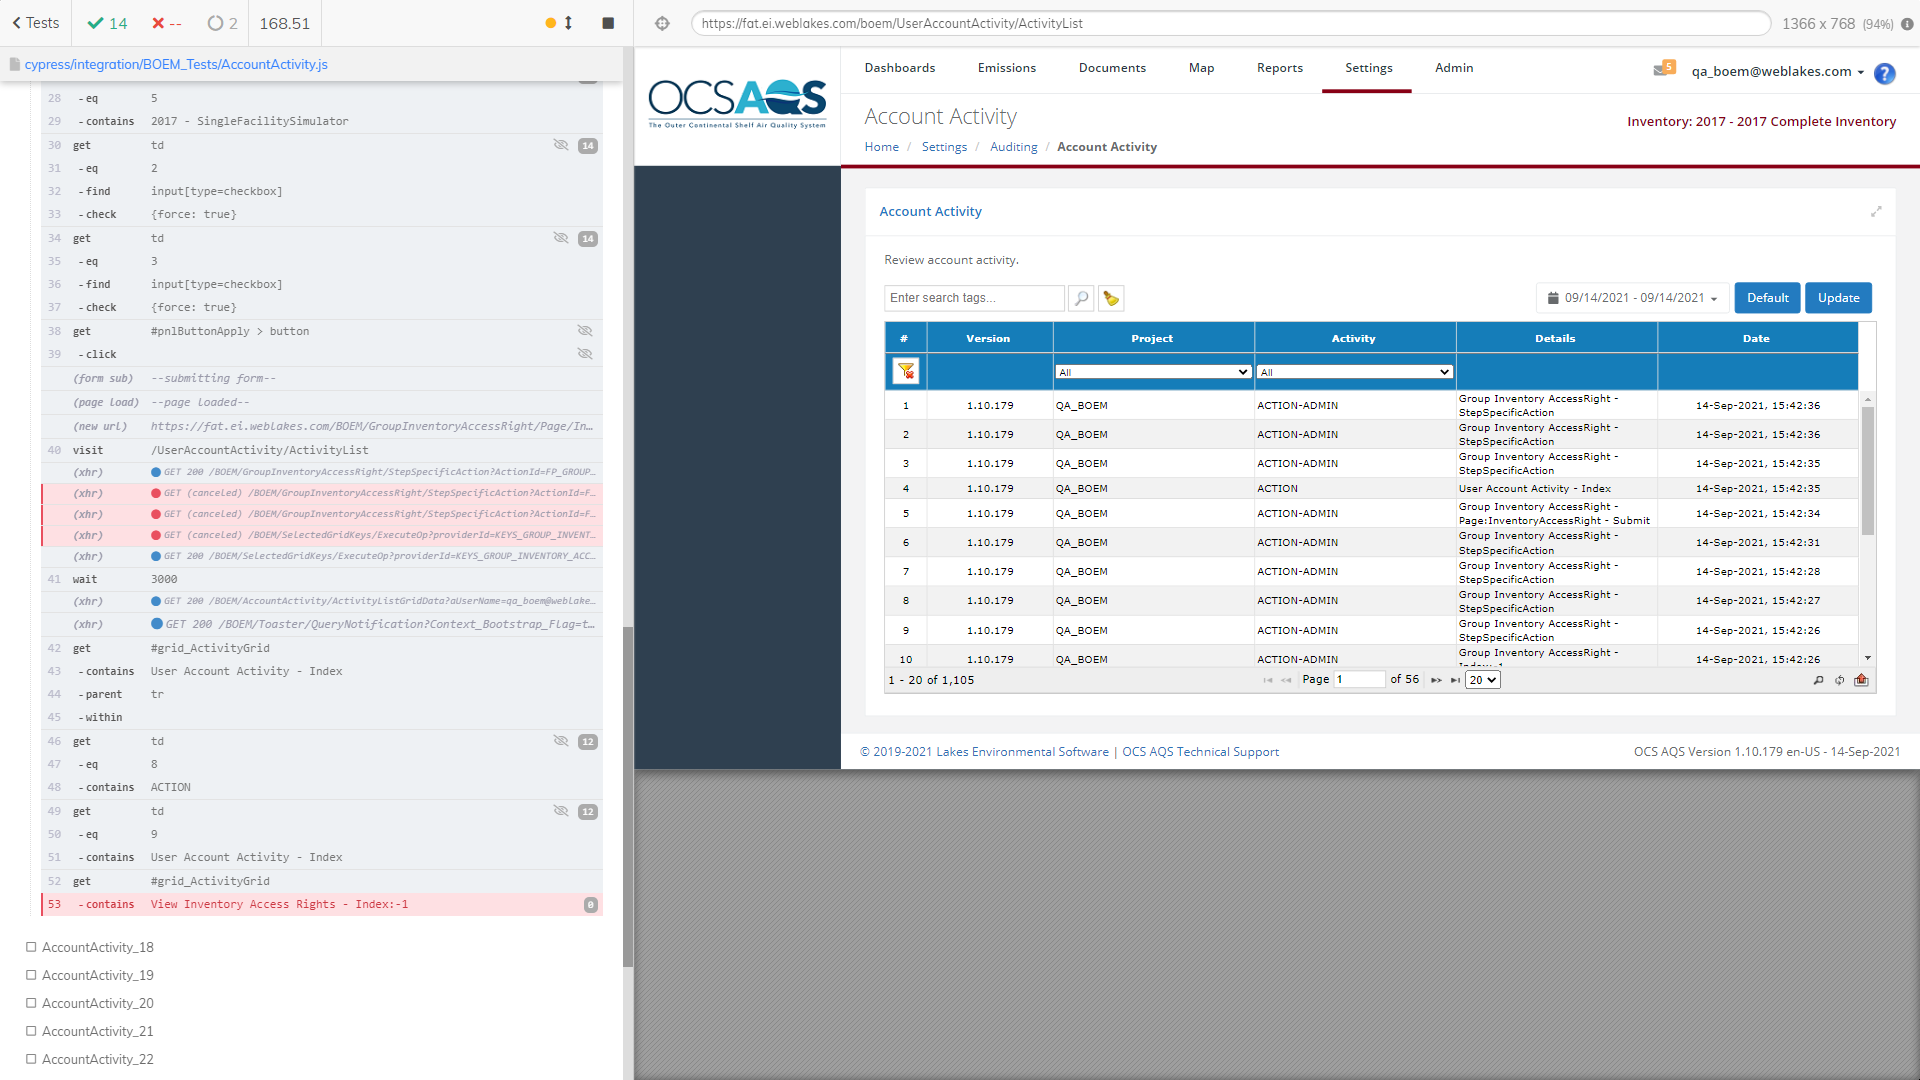 Tests
14
--
2
168.51
cypress/integration/BOEM_Tests/AccountActivity.js
28 -eq 5
29 -contains 2017 - SingleFacilitySimulator
30 get td 14
31 -eq 2
32 -find input[type=checkbox]
33 -check {force: true}
34 get td 14
35 -eq 3
36 -find input[type=checkbox]
37 -check {force: true}
38 get #pnlButtonApply > button
39 -click
(form sub) --submitting form--
(page load) --page loaded--
(new url) https://fat.ei.weblakes.com/BOEM/GroupInventoryAccessRight/Page/In...
40 visit /UserAccountActivity/ActivityList
(xhr) GET 200 /BOEM/GroupInventoryAccessRight/StepSpecificAction?ActionId=FP_GROUP...
(xhr) GET (canceled) /BOEM/GroupInventoryAccessRight/StepSpecificAction?ActionId=F...
(xhr) GET (canceled) /BOEM/GroupInventoryAccessRight/StepSpecificAction?ActionId=F...
(xhr) GET (canceled) /BOEM/SelectedGridKeys/ExecuteOp?providerId=KEYS_GROUP_INVENT...
(xhr) GET 200 /BOEM/SelectedGridKeys/ExecuteOp?providerId=KEYS_GROUP_INVENTORY_ACC...
41 wait 3000
(xhr) GET 200 /BOEM/AccountActivity/ActivityListGridData?aUserName=qa_boem@weblake...
(xhr) GET 200 /BOEM/Toaster/QueryNotification?Context_Bootstrap_Flag=t...
42 get #grid_ActivityGrid
43 -contains User Account Activity - Index
44 -parent tr
45 -within
46 get td 12
47 -eq 8
48 -contains ACTION
49 get td 12
50 -eq 9
51 -contains User Account Activity - Index
52 get #grid_ActivityGrid
53 -contains View Inventory Access Rights - Index:-1 0
AccountActivity_18
AccountActivity_19
AccountActivity_20
AccountActivity_21
AccountActivity_22
https://fat.ei.weblakes.com/boem/UserAccountActivity/ActivityList
1366 x 768 (94%)
OCSAQS
The Outer Continental Shelf Air Quality System
Dashboards Emissions Documents Map Reports Settings Admin
5 qa_boem@weblakes.com ?
Account Activity
Inventory: 2017 - 2017 Complete Inventory
Home / Settings / Auditing / Account Activity
Account Activity
Review account activity.
Enter search tags...
09/14/2021 - 09/14/2021
Default
Update
# Version Project Activity Details Date
All All
1 1.10.179 QA_BOEM ACTION-ADMIN Group Inventory AccessRight - StepSpecificAction 14-Sep-2021, 15:42:36
2 1.10.179 QA_BOEM ACTION-ADMIN Group Inventory AccessRight - StepSpecificAction 14-Sep-2021, 15:42:36
3 1.10.179 QA_BOEM ACTION-ADMIN Group Inventory AccessRight - StepSpecificAction 14-Sep-2021, 15:42:35
4 1.10.179 QA_BOEM ACTION User Account Activity - Index 14-Sep-2021, 15:42:35
5 1.10.179 QA_BOEM ACTION-ADMIN Group Inventory AccessRight - Page:InventoryAccessRight - Submit 14-Sep-2021, 15:42:34
6 1.10.179 QA_BOEM ACTION-ADMIN Group Inventory AccessRight - StepSpecificAction 14-Sep-2021, 15:42:31
7 1.10.179 QA_BOEM ACTION-ADMIN Group Inventory AccessRight - StepSpecificAction 14-Sep-2021, 15:42:28
8 1.10.179 QA_BOEM ACTION-ADMIN Group Inventory AccessRight - StepSpecificAction 14-Sep-2021, 15:42:27
9 1.10.179 QA_BOEM ACTION-ADMIN Group Inventory AccessRight - StepSpecificAction 14-Sep-2021, 15:42:26
10 1.10.179 QA_BOEM ACTION-ADMIN Group Inventory AccessRight - 14-Sep-2021, 15:42:26
1 - 20 of 1,105
Page 1 of 56
20
© 2019-2021 Lakes Environmental Software | OCS AQS Technical Support
OCS AQS Version 1.10.179 en-US - 14-Sep-2021